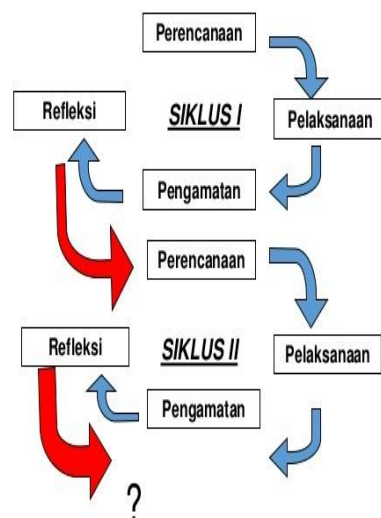 Perencanaan
Refleksi
SIKLUS I
Pelaksanaan
Pengamatan
Perencanaan
Refleksi
SIKLUS II
Pelaksanaan
Pengamatan
?